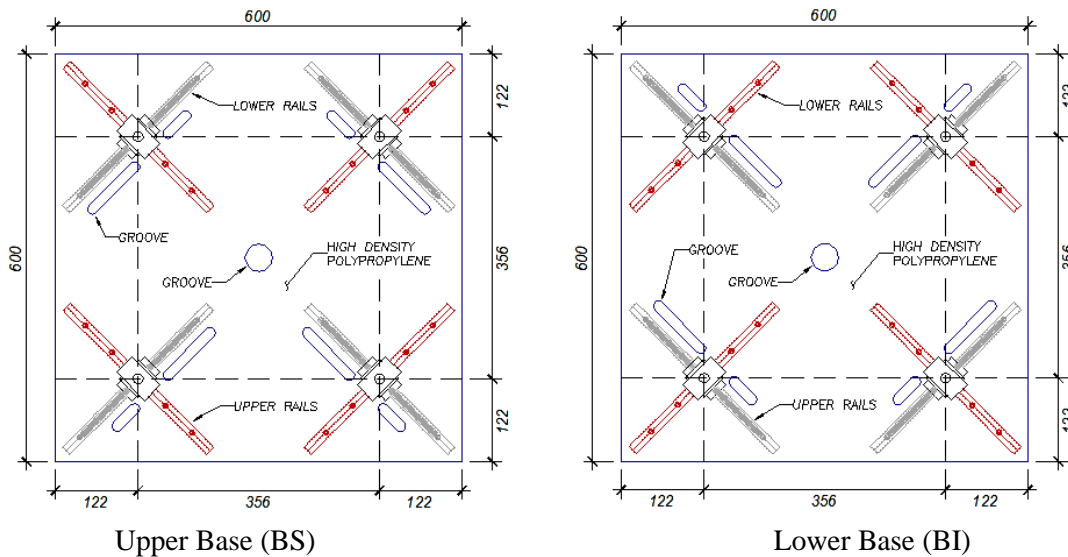 600
LOWER RAILS
GROOVE
GROOVE
HIGH DENSITY
POLYPROPYLENE
UPPER RAILS
600
122
356
122
122
356
122
Upper Base (BS)
600
LOWER RAILS
GROOVE
GROOVE
HIGH DENSITY
POLYPROPYLENE
UPPER RAILS
600
122
356
122
122
356
122
Lower Base (BI)